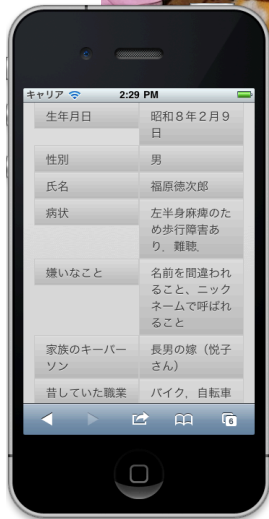 キャリア 2:29 PM
生年月日 昭和８年２月９
日
性別 男
氏名 福原徳次郎
病状 左半身麻痺のた
め歩行障害あ
り，難聴，
嫌いなこと 名前を間違われ
ること、ニック
ネームで呼ばれ
ること
家族のキーパー 長男の嫁（悦子
ソン さん）
昔していた職業 バイク，自転車
6